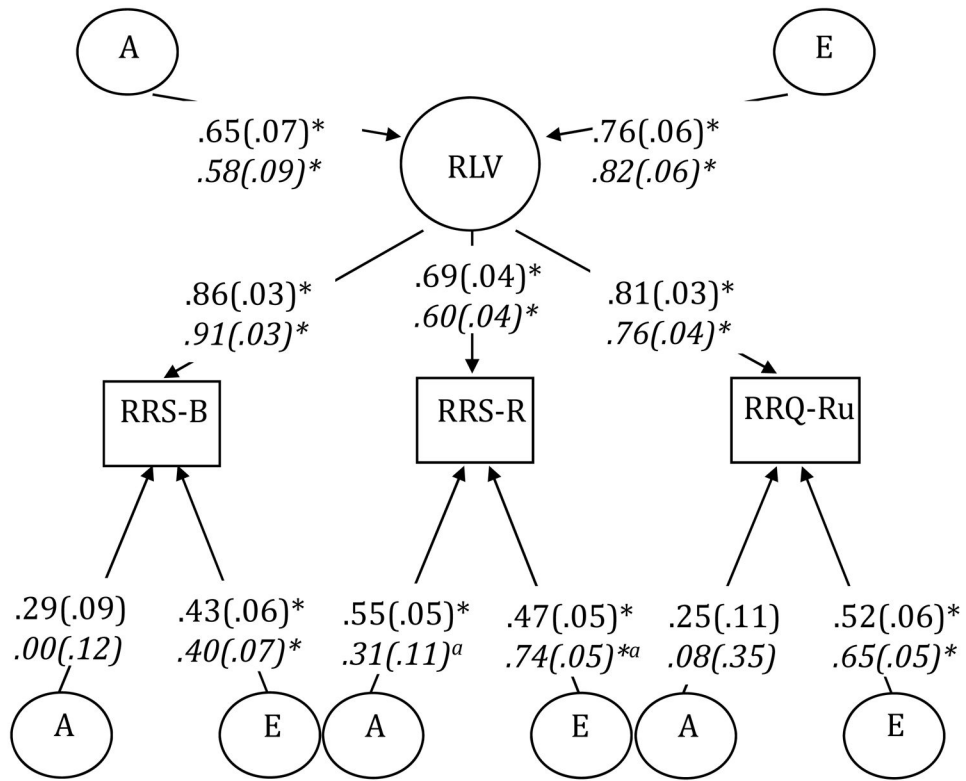 A E
.65(.07)* .76(.06)*
.58(.09)* RLV .82(.06)*
.86(.03)* .69(.04)* .81(.03)*
.91(.03)* .60(.04)* .76(.04)*
RRS-B RRS-R RRQ-Ru
.29(.09) .43(.06)* .55(.05)* .47(.05)* .25(.11) .52(.06)*
.00(.12) .40(.07)* .31(.11)a .74(.05)*a .08(.35) .65(.05)*
A E A E A E